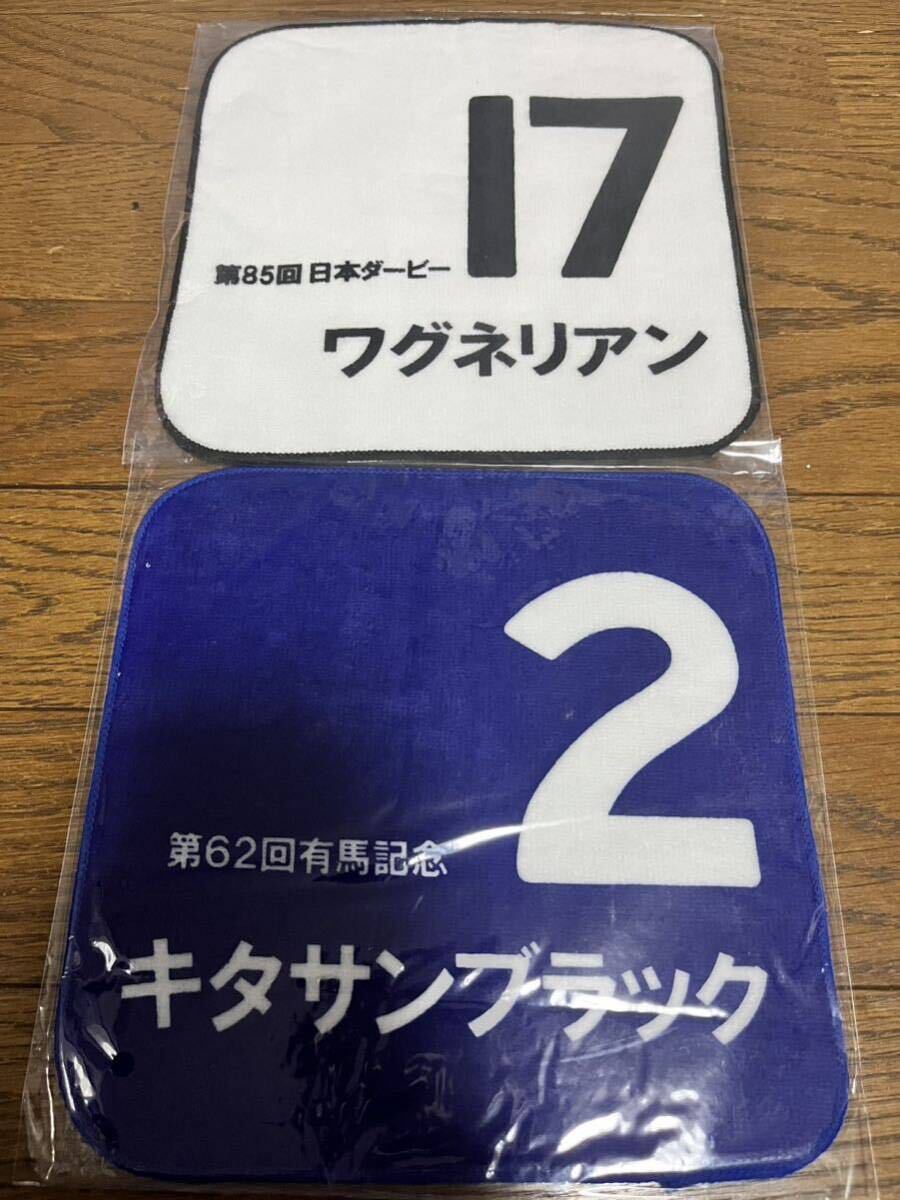 17
第85回 日本ダービー
ワグネリアン
2
第62回有馬記念
キタサンブラック